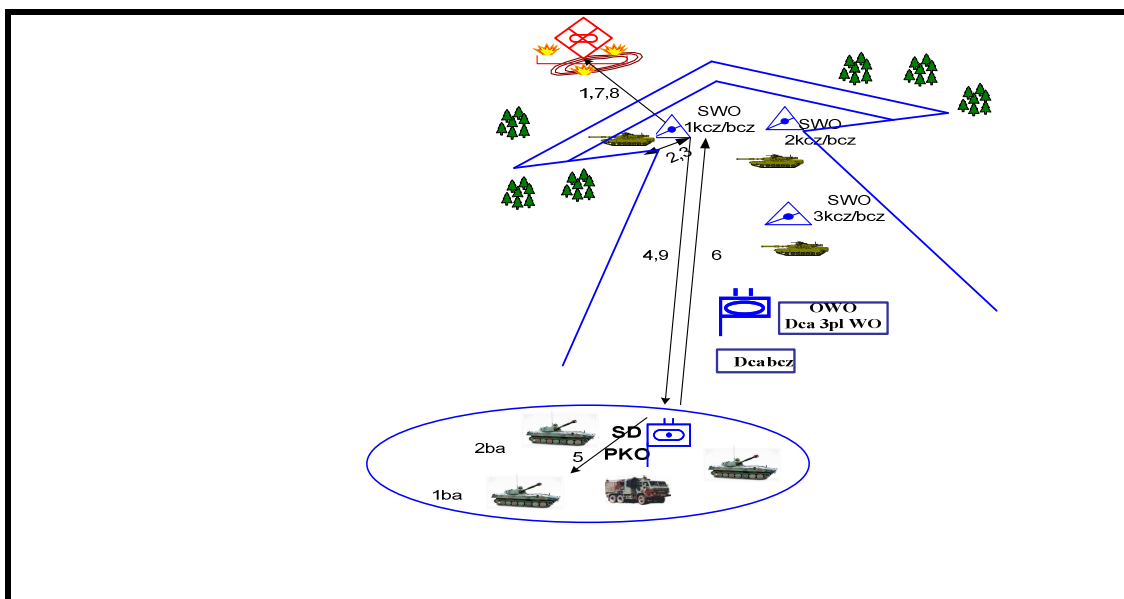 1,7,8
SWO
1kcz/bcz
SWO
2kcz/bcz
2,3
SWO
3kcz/bcz
4,9
6
OWO
Dca 3pl WO
Dcabcz
2ba
SD
5
PKO
1ba